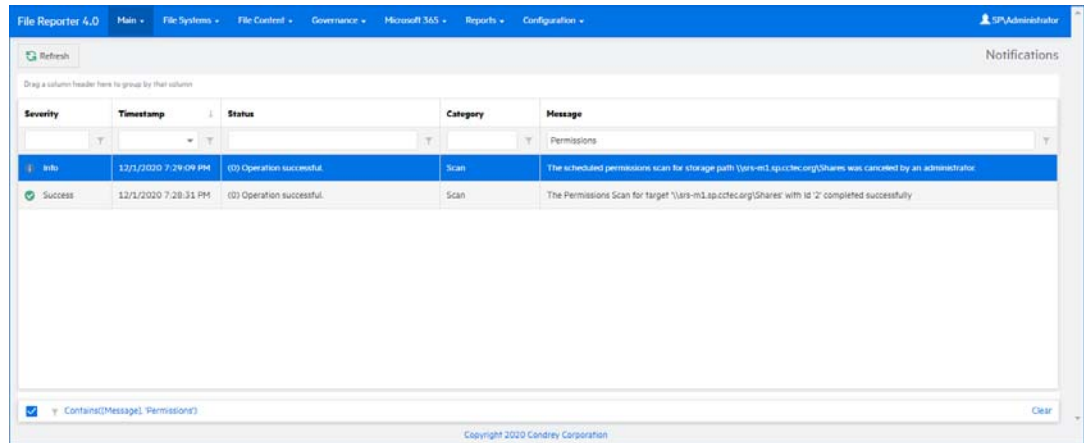 File Reporter 4.0 Main File Systems File Content Governance Microsoft 365 Reports Configuration SP\Administrator
Refresh Notifications
Drag a column header here to group by that column
Severity Timestamp Status Category Message
Permissions
Info 12/1/2020 7:29:09 PM (0) Operation successful. Scan The scheduled permissions scan for storage path \\srs-m1.sp.cctec.org\Shares was canceled by an administrator.
Success 12/1/2020 7:28:31 PM (0) Operation successful. Scan The Permissions Scan for target '\\srs-m1.sp.cctec.org\Shares' with Id '2' completed successfully
Contains([Message], 'Permissions') Clear
Copyright 2020 Condrey Corporation